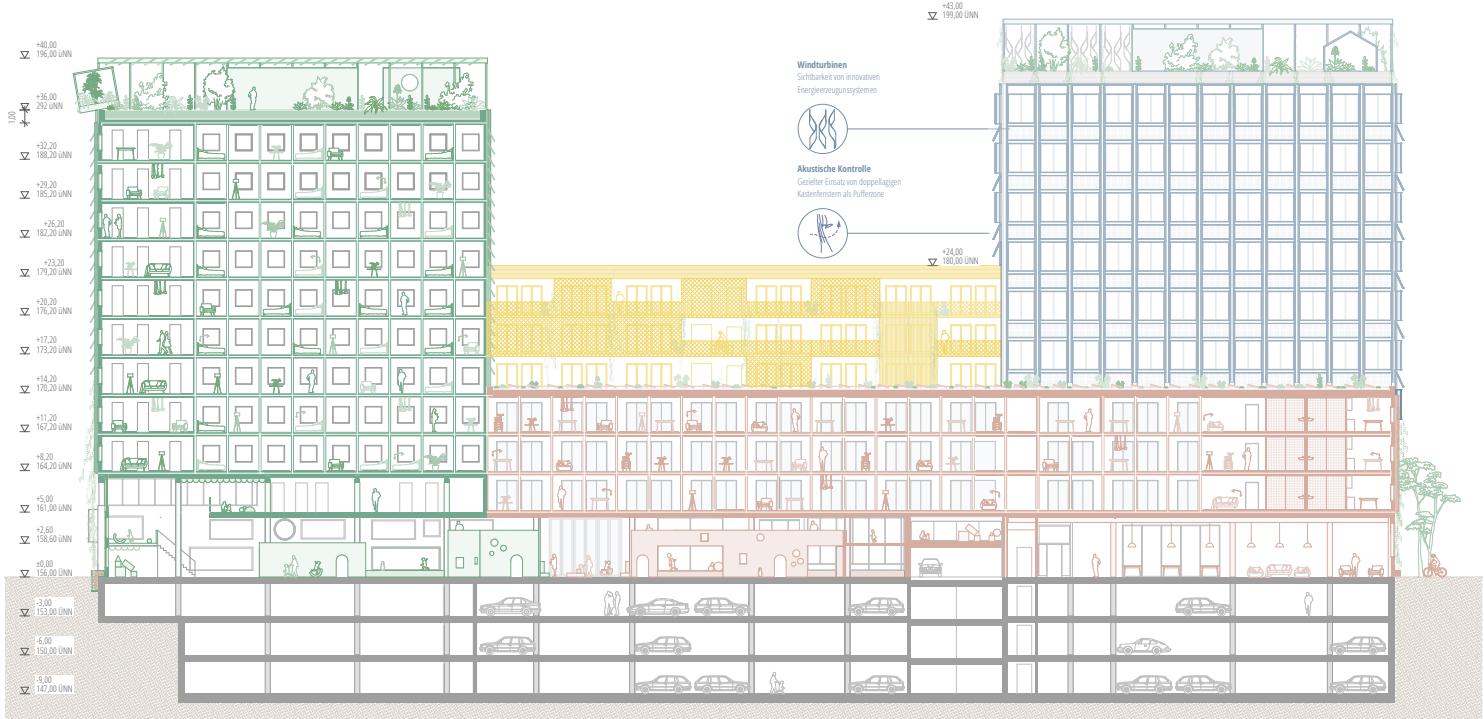 +43,00
199,00 üNN
+40,00
196,00 üNN
+36,00
292 üNN
1,00
+32,20
188,20 üNN
+29,20
185,20 üNN
+26,20
182,20 üNN
+23,20
179,20 üNN
+20,20
176,20 üNN
+17,20
173,20 üNN
+14,20
170,20 üNN
+11,20
167,20 üNN
+8,20
164,20 üNN
+5,00
161,00 ÜNN
+2,60
158,60 üNN
±0,00
156,00 ÜNN
-3,00
153,00 ÜNN
-6,00
150,00 ÜNN
-9,00
147,00 ÜNN
Windturbinen
Sichtbarkeit von innovativen
Energieerzeugunssystemen
Akustische Kontrolle
Gezielter Einsatz von doppellagigen
Kastenfenstern als Pufferzone
+24,00
180,00 ÜNN